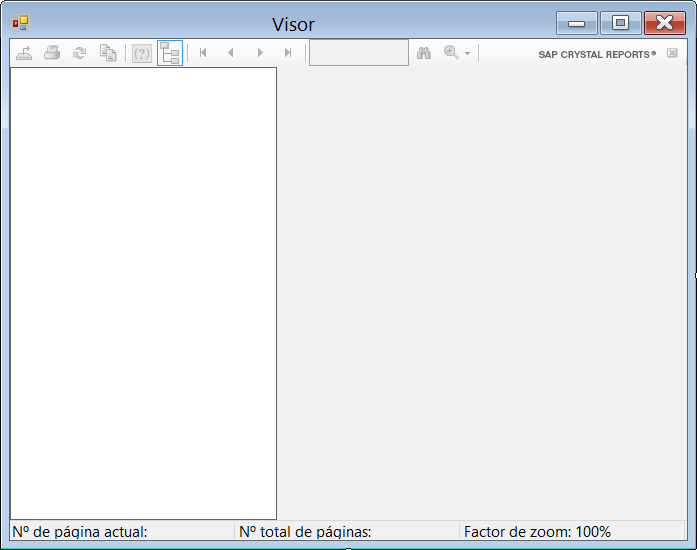 Visor
SAP CRYSTAL REPORTS®
Nº de página actual:
Nº total de páginas:
Factor de zoom: 100%